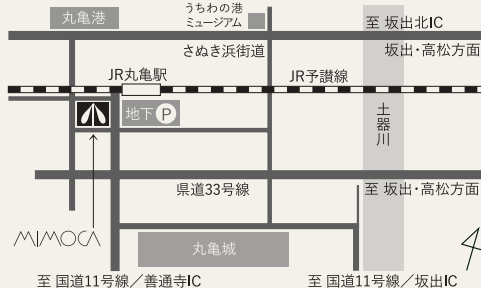 丸亀港
うちわの港
ミュージアム
至 坂出北IC
さぬき浜街道
坂出・高松方面
JR丸亀駅
JR予讃線
地下 P
土器川
県道33号線
至 坂出・高松方面
MIMOCA
丸亀城
至 国道11号線／善通寺IC
至 国道11号線／坂出IC